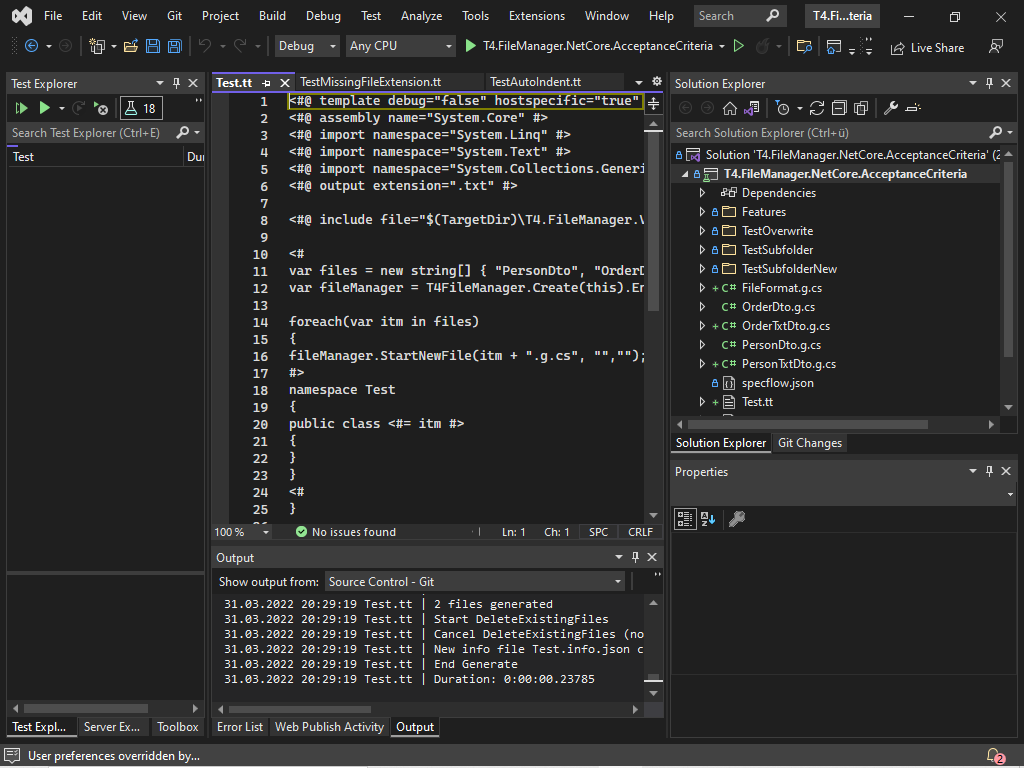 File Edit View Git Project Build Debug Test Analyze Tools Extensions Window Help Search T4.Fi...teria
Debug Any CPU T4.FileManager.NetCore.AcceptanceCriteria Live Share
Test Explorer
18
Search Test Explorer (Ctrl+E)
Test Dur
Test.tt TestMissingFileExtension.tt TestAutoIndent.tt
1 <#@ template debug="false" hostspecific="true"
2 <#@ assembly name="System.Core" #>
3 <#@ import namespace="System.Linq" #>
4 <#@ import namespace="System.Text" #>
5 <#@ import namespace="System.Collections.Generi
6 <#@ output extension=".txt" #>
7
8 <#@ include file="$(TargetDir)\T4.FileManager.V
9
10 <#
11 var files = new string[] { "PersonDto", "OrderD
12 var fileManager = T4FileManager.Create(this).En
13
14 foreach(var itm in files)
15 {
16 fileManager.StartNewFile(itm + ".g.cs", "","");
17 #>
18 namespace Test
19 {
20 public class <#= itm #>
21 {
22 }
23 }
24 <#
25 }
100 % No issues found Ln: 1 Ch: 1 SPC CRLF
Output
Show output from: Source Control - Git
31.03.2022 20:29:19 Test.tt | 2 files generated
31.03.2022 20:29:19 Test.tt | Start DeleteExistingFiles
31.03.2022 20:29:19 Test.tt | Cancel DeleteExistingFiles (no
31.03.2022 20:29:19 Test.tt | New info file Test.info.json c
31.03.2022 20:29:19 Test.tt | End Generate
31.03.2022 20:29:19 Test.tt | Duration: 0:00:00.23785
Solution Explorer
Search Solution Explorer (Ctrl+ü)
Solution 'T4.FileManager.NetCore.AcceptanceCriteria' (2
T4.FileManager.NetCore.AcceptanceCriteria
Dependencies
Features
TestOverwrite
TestSubfolder
TestSubfolderNew
C# FileFormat.g.cs
C# OrderDto.g.cs
C# OrderTxtDto.g.cs
C# PersonDto.g.cs
C# PersonTxtDto.g.cs
specflow.json
Test.tt
Solution Explorer Git Changes
Properties
Test Expl... Server Ex... Toolbox Error List Web Publish Activity Output
User preferences overridden by...
2